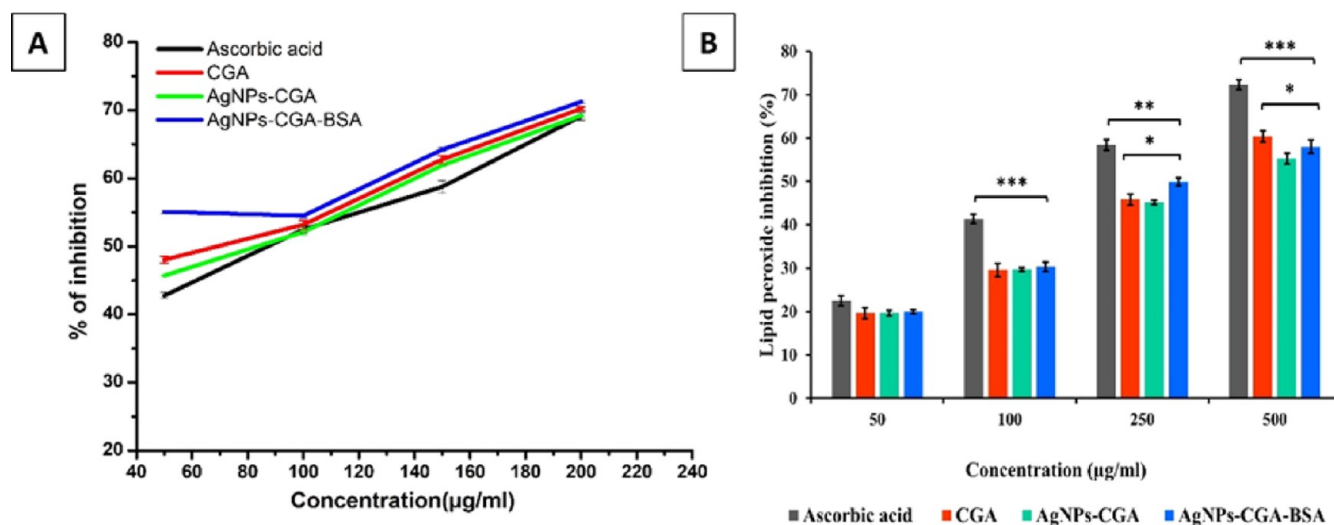 A
80
70
60
50
40
30
20
% of inhibition
Ascorbic acid
CGA
AgNPs-CGA
AgNPs-CGA-BSA
40 60 80 100 120 140 160 180 200 220 240
Concentration(µg/ml)
B
80
70
60
50
40
30
20
10
0
Lipid peroxide inhibition (%)
***
**
*
***
*
50 100 250 500
Concentration (µg/ml)
Ascorbic acid CGA AgNPs-CGA AgNPs-CGA-BSA